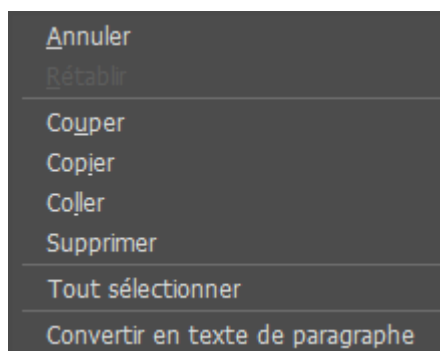 Annuler
Rétablir
Couper
Copier
Coller
Supprimer
Tout sélectionner
Convertir en texte de paragraphe